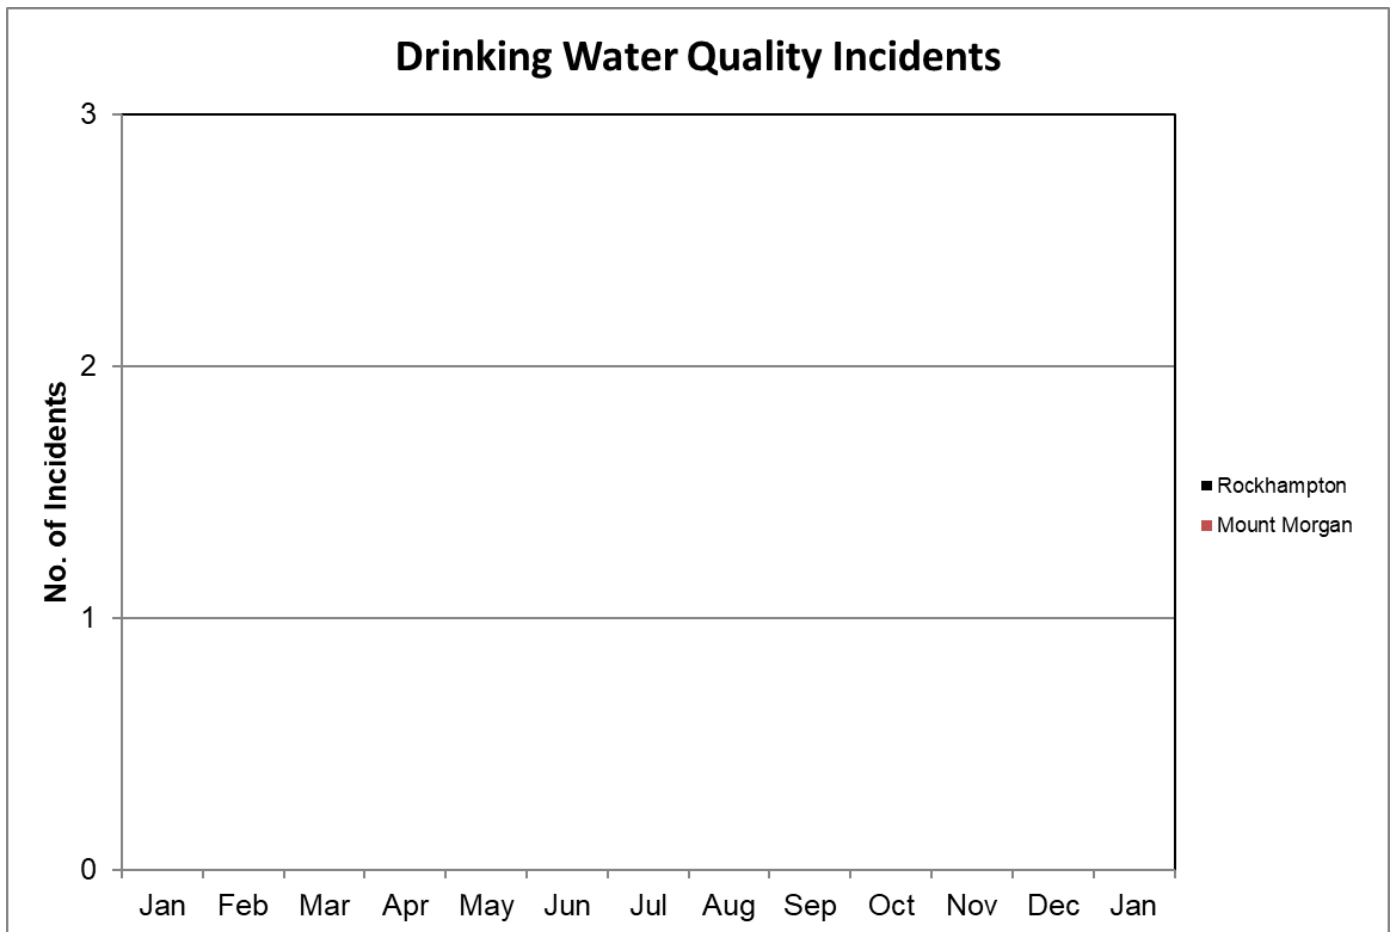 Drinking Water Quality Incidents
3
2
1
0
No. of Incidents
Jan Feb Mar Apr May Jun Jul Aug Sep Oct Nov Dec Jan
Rockhampton
Mount Morgan